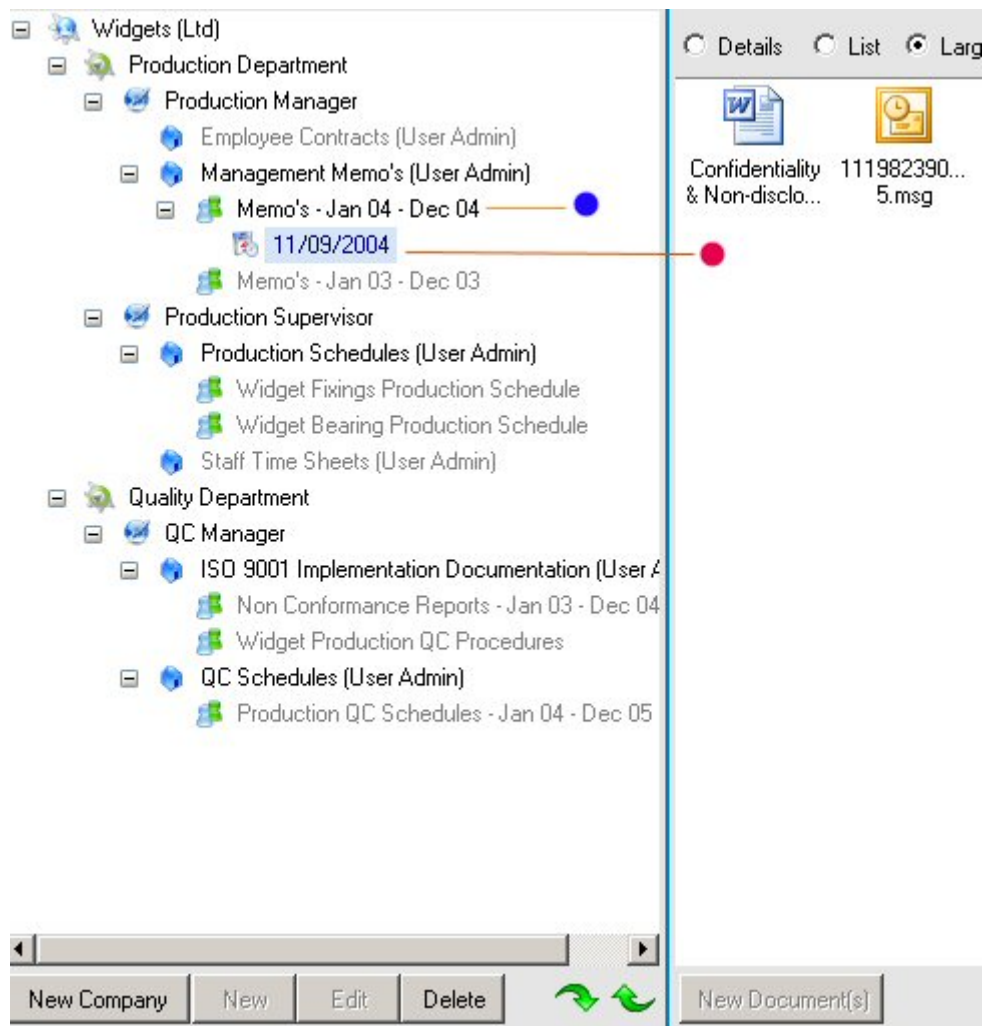 Widgets (Ltd)
Production Department
Production Manager
Employee Contracts (User Admin)
Management Memo's (User Admin)
Memo's - Jan 04 - Dec 04
11/09/2004
Memo's - Jan 03 - Dec 03
Production Supervisor
Production Schedules (User Admin)
Widget Fixings Production Schedule
Widget Bearing Production Schedule
Staff Time Sheets (User Admin)
Quality Department
QC Manager
ISO 9001 Implementation Documentation (User A
Non Conformance Reports - Jan 03 - Dec 04
Widget Production QC Procedures
QC Schedules (User Admin)
Production QC Schedules - Jan 04 - Dec 05
New Company New Edit Delete
Details List Larg
Confidentiality
& Non-disclo...
111982390...
5.msg
New Document(s)